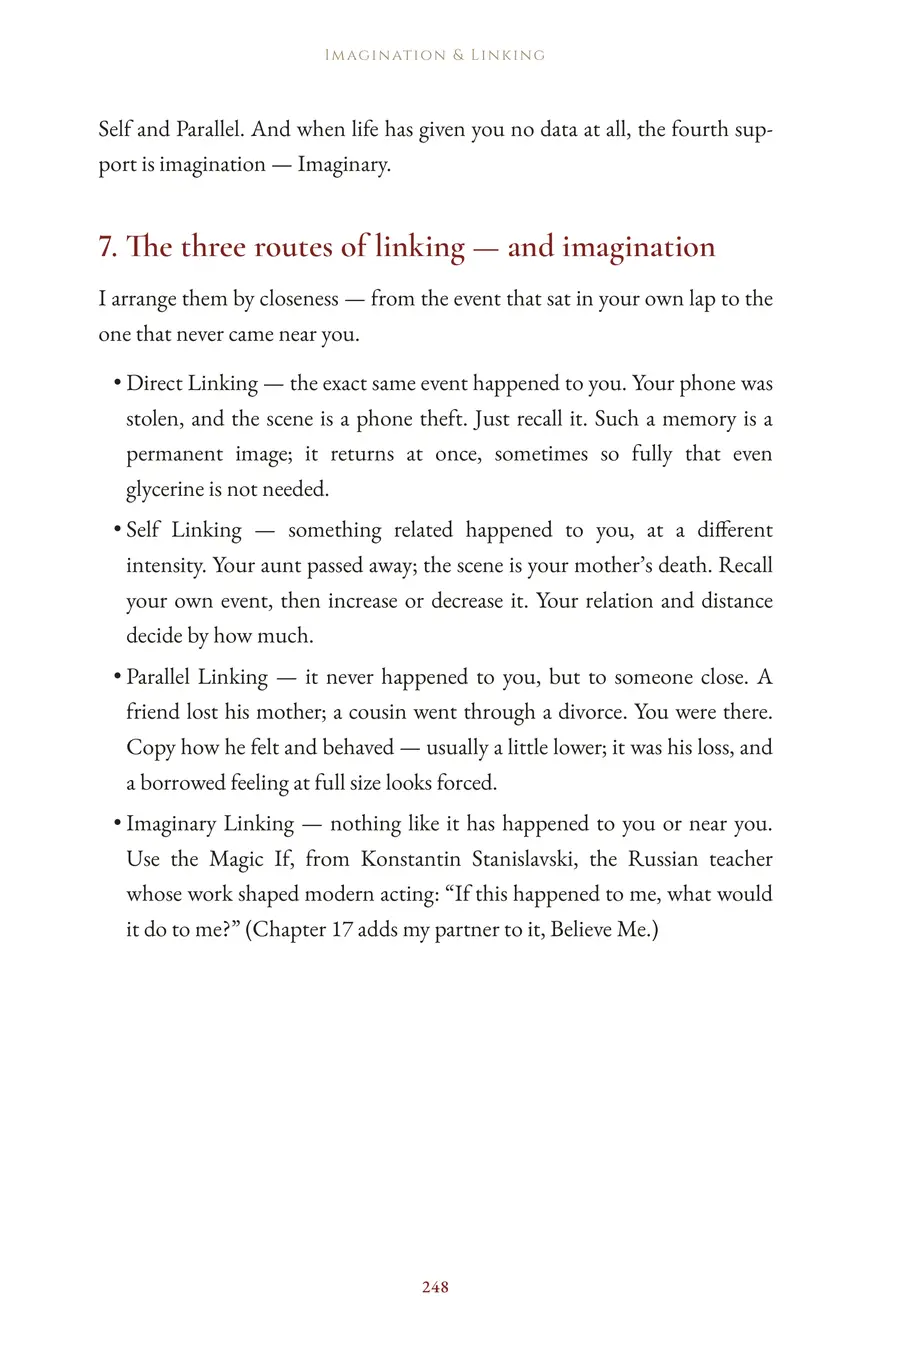 IMAGINATION & LINKING
Self and Parallel. And when life has given you no data at all, the fourth sup-
port is imagination — Imaginary.
7. The three routes of linking — and imagination
I arrange them by closeness — from the event that sat in your own lap to the
one that never came near you.
• Direct Linking — the exact same event happened to you. Your phone was
stolen, and the scene is a phone theft. Just recall it. Such a memory is a
permanent image; it returns at once, sometimes so fully that even
glycerine is not needed.
• Self Linking — something related happened to you, at a different
intensity. Your aunt passed away; the scene is your mother’s death. Recall
your own event, then increase or decrease it. Your relation and distance
decide by how much.
• Parallel Linking — it never happened to you, but to someone close. A
friend lost his mother; a cousin went through a divorce. You were there.
Copy how he felt and behaved — usually a little lower; it was his loss, and
a borrowed feeling at full size looks forced.
• Imaginary Linking — nothing like it has happened to you or near you.
Use the Magic If, from Konstantin Stanislavski, the Russian teacher
whose work shaped modern acting: “If this happened to me, what would
it do to me?” (Chapter 17 adds my partner to it, Believe Me.)
248